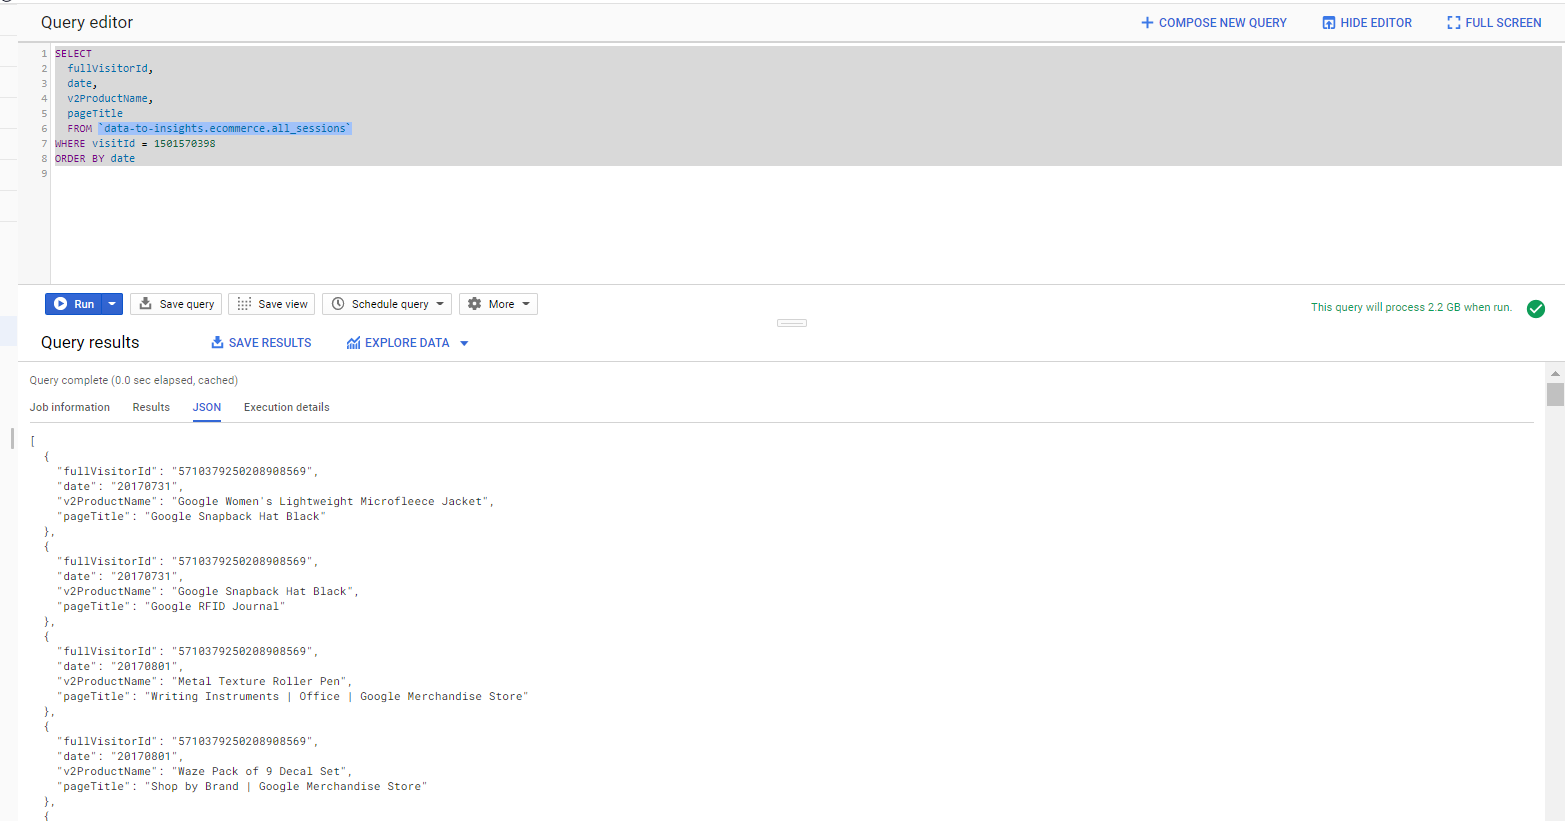 Query editor
COMPOSE NEW QUERY HIDE EDITOR FULL SCREEN
1 SELECT
2 fullVisitorId,
3 date,
4 v2ProductName,
5 pageTitle
6 FROM `data-to-insights.ecommerce.all_sessions`
7 WHERE visitId = 1501570398
8 ORDER BY date
9
Run Save query Save view Schedule query More
This query will process 2.2 GB when run.
Query results SAVE RESULTS EXPLORE DATA
Query complete (0.0 sec elapsed, cached)
Job information Results JSON Execution details
[
{
"fullVisitorId": "5710379250208908569",
"date": "20170731",
"v2ProductName": "Google Women's Lightweight Microfleece Jacket",
"pageTitle": "Google Snapback Hat Black"
},
{
"fullVisitorId": "5710379250208908569",
"date": "20170731",
"v2ProductName": "Google Snapback Hat Black",
"pageTitle": "Google RFID Journal"
},
{
"fullVisitorId": "5710379250208908569",
"date": "20170801",
"v2ProductName": "Metal Texture Roller Pen",
"pageTitle": "Writing Instruments | Office | Google Merchandise Store"
},
{
"fullVisitorId": "5710379250208908569",
"date": "20170801",
"v2ProductName": "Waze Pack of 9 Decal Set",
"pageTitle": "Shop by Brand | Google Merchandise Store"
},
{